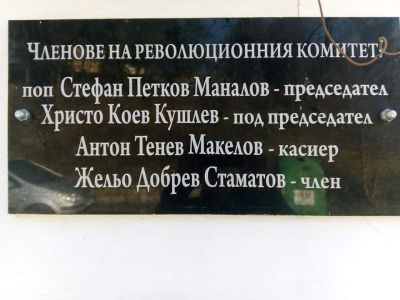 Членове на революционния комитет:
поп Стефан Петков Маналов - председател
Христо Коев Кушлев - под председател
Антон Тенев Макелов - касиер
Жельо Добрев Стаматов - член